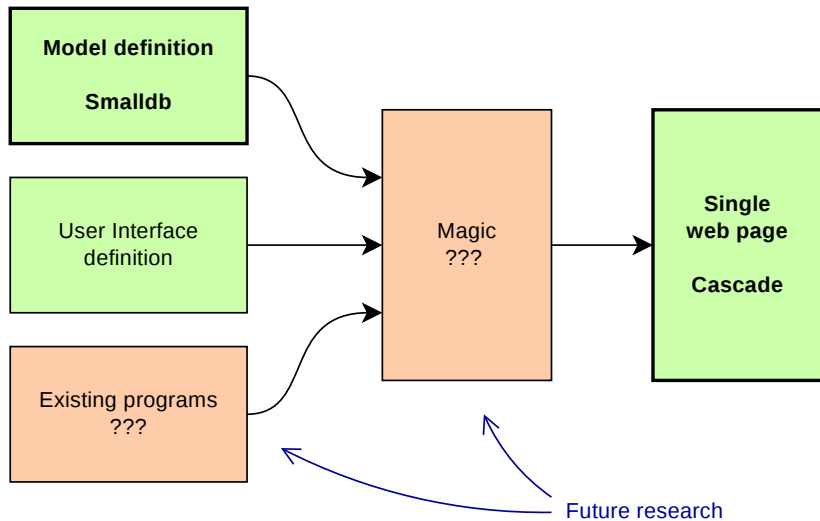 Model definition
Smalldb
User Interface
definition
Existing programs
???
Magic
???
Single
web page
Cascade
Future research